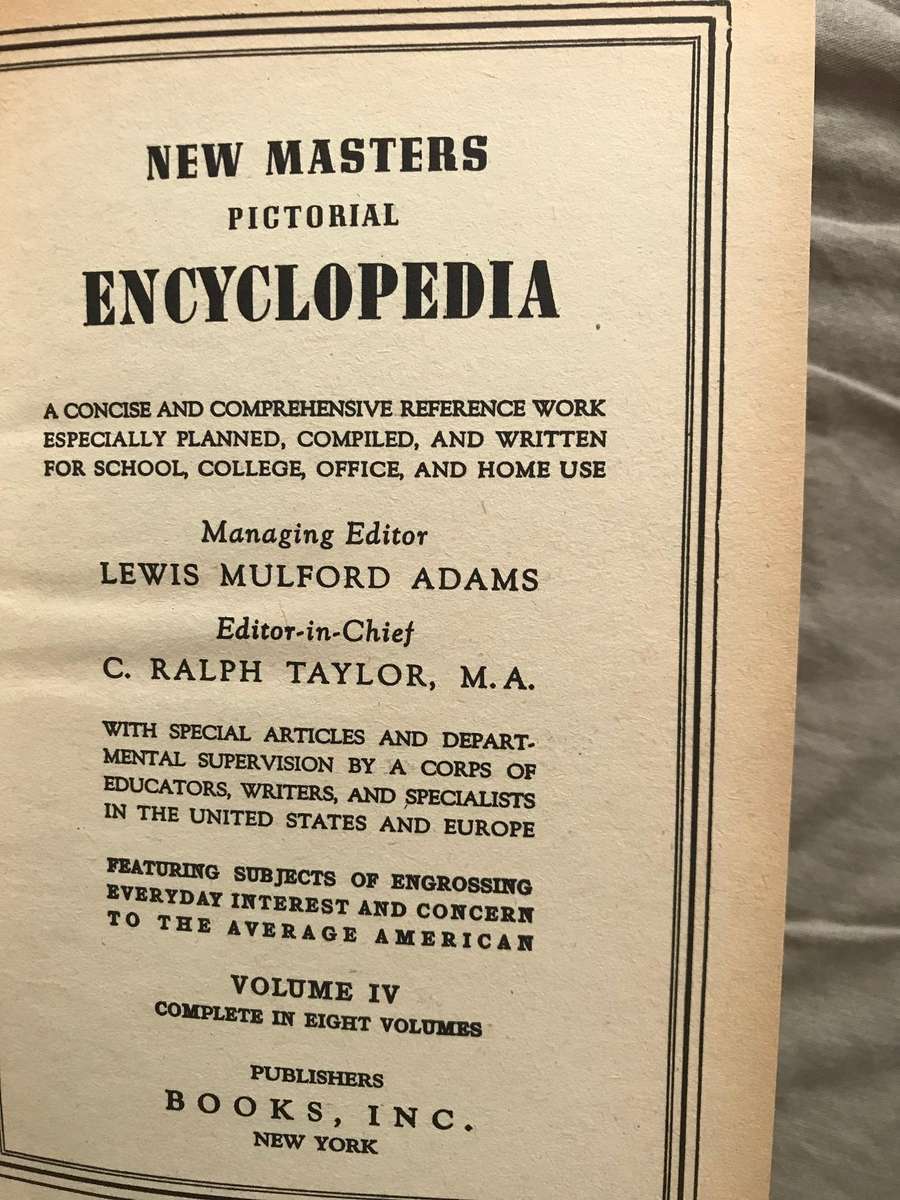 NEW MASTERS
PICTORIAL
ENCYCLOPEDIA
A CONCISE AND COMPREHENSIVE REFERENCE WORK
ESPECIALLY PLANNED, COMPILED, AND WRITTEN
FOR SCHOOL, COLLEGE, OFFICE, AND HOME USE
Managing Editor
LEWIS MULFORD ADAMS
Editor-in-Chief
C. RALPH TAYLOR, M.A.
WITH SPECIAL ARTICLES AND DEPART-
MENTAL SUPERVISION BY A CORPS OF
EDUCATORS, WRITERS, AND SPECIALISTS
IN THE UNITED STATES AND EUROPE
FEATURING SUBJECTS OF ENGROSSING
EVERYDAY INTEREST AND CONCERN
TO THE AVERAGE AMERICAN
VOLUME IV
COMPLETE IN EIGHT VOLUMES
PUBLISHERS
BOOKS, INC.
NEW YORK